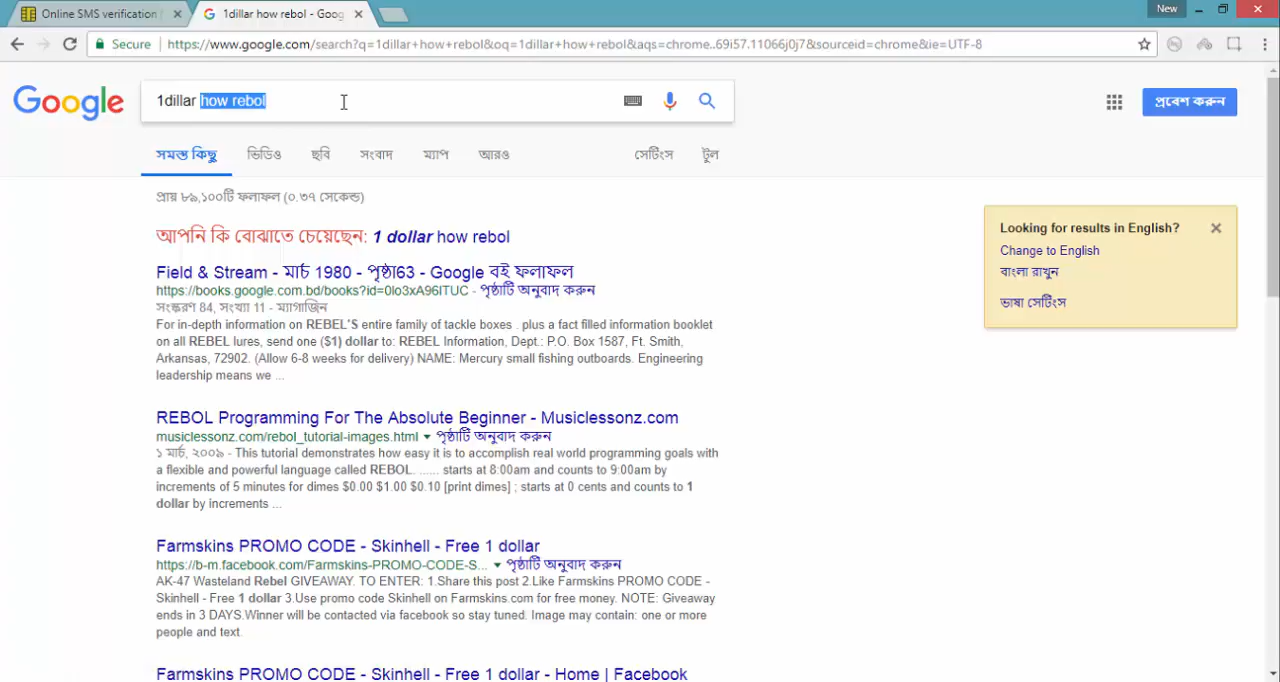 Online SMS verification
1dillar how rebol - Goog
New
Secure
https://www.google.com/search?q=1dillar+how+rebol&oq=1dillar+how+rebol&aqs=chrome..69i57.11066j0j7&sourceid=chrome&ie=UTF-8
Google
1dillar how rebol
প্রবেশ করুন
সমস্ত কিছু ভিডিও ছবি সংবাদ ম্যাপ আরও সেটিংস টুল
প্রায় ৮৯,১০০টি ফলাফল (০.৩৭ সেকেন্ড)
আপনি কি বোঝাতে চেয়েছেন: 1 dollar how rebol
Field & Stream - মার্চ 1980 - পৃষ্ঠা63 - Google বই ফলাফল
https://books.google.com.bd/books?id=0lo3xA96lTUC - পৃষ্ঠাটি অনুবাদ করুন
সংস্করণ 84, সংখ্যা 11 - ম্যাগাজিন
For in-depth information on REBEL'S entire family of tackle boxes . plus a fact filled information booklet
on all REBEL lures, send one ($1) dollar to: REBEL Information, Dept.: P.O. Box 1587, Ft. Smith,
Arkansas, 72902. (Allow 6-8 weeks for delivery) NAME: Mercury small fishing outboards. Engineering
leadership means we ...
REBOL Programming For The Absolute Beginner - Musiclessonz.com
musiclessonz.com/rebol_tutorial-images.html পৃষ্ঠাটি অনুবাদ করুন
১ মার্চ, ২০০৯ - This tutorial demonstrates how easy it is to accomplish real world programming goals with
a flexible and powerful language called REBOL. ...... starts at 8:00am and counts to 9:00am by
increments of 5 minutes for dimes $0.00 $1.00 $0.10 [print dimes] ; starts at 0 cents and counts to 1
dollar by increments ...
Farmskins PROMO CODE - Skinhell - Free 1 dollar
https://b-m.facebook.com/Farmskins-PROMO-CODE-S... পৃষ্ঠাটি অনুবাদ করুন
AK-47 Wasteland Rebel GIVEAWAY. TO ENTER: 1.Share this post 2.Like Farmskins PROMO CODE -
Skinhell - Free 1 dollar 3.Use promo code Skinhell on Farmskins.com for free money. NOTE: Giveaway
ends in 3 DAYS.Winner will be contacted via facebook so stay tuned. Image may contain: one or more
people and text.
Farmskins PROMO CODE - Skinhell - Free 1 dollar - Home | Facebook
Looking for results in English?
Change to English
বাংলা রাখুন
ভাষা সেটিংস